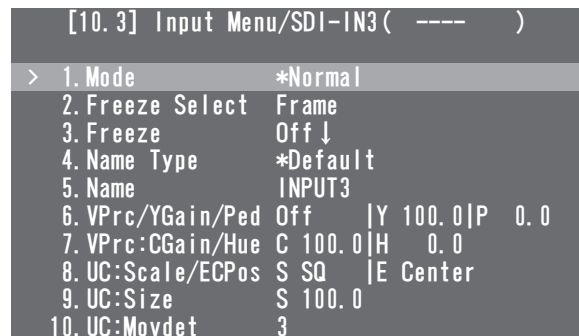 [10.3] Input Menu/SDI-IN3( ---- )
> 1.Mode *Normal
2.Freeze Select Frame
3.Freeze Off↓
4.Name Type *Default
5.Name INPUT3
6.VPrc/YGain/Ped Off |Y 100.0|P 0.0
7.VPrc:CGain/Hue C 100.0|H 0.0
8.UC:Scale/ECPos S SQ |E Center
9.UC:Size S 100.0
10.UC:Movdet 3